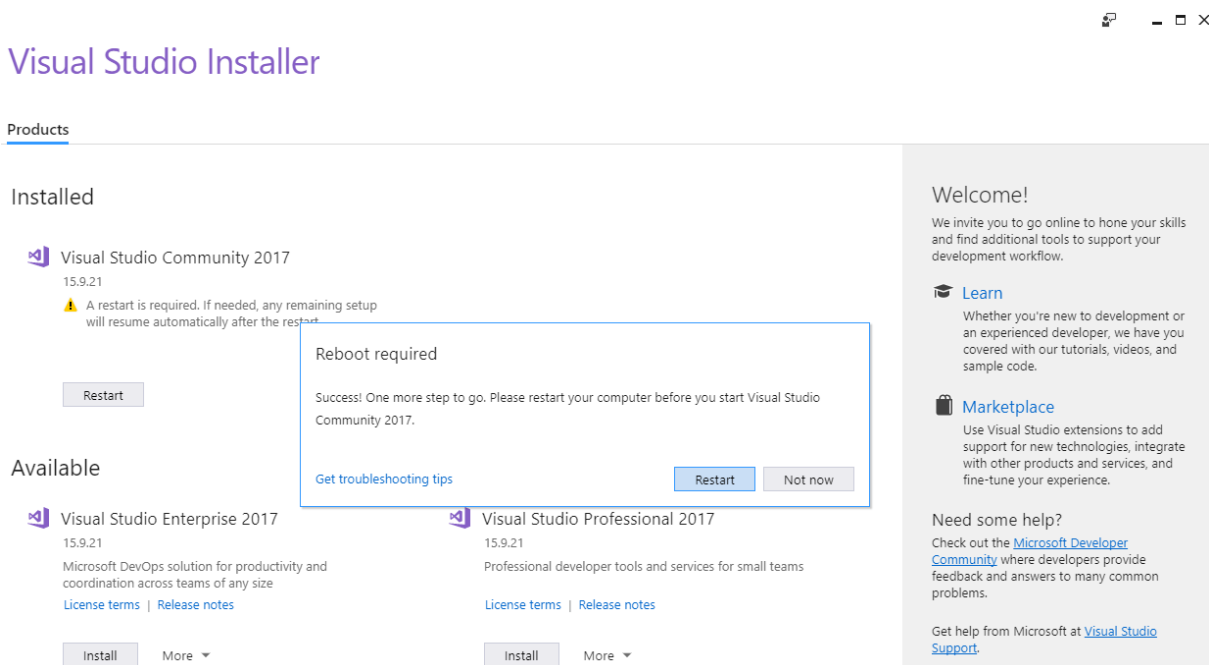 Visual Studio Installer
Products
Installed
Visual Studio Community 2017
15.9.21
A restart is required. If needed, any remaining setup
will resume automatically after the restart.
Restart
Reboot required
Success! One more step to go. Please restart your computer before you start Visual Studio
Community 2017.
Get troubleshooting tips
Restart
Not now
Available
Visual Studio Enterprise 2017
15.9.21
Microsoft DevOps solution for productivity and
coordination across teams of any size
License terms | Release notes
Install
More
Visual Studio Professional 2017
15.9.21
Professional developer tools and services for small teams
License terms | Release notes
Install
More
Welcome!
We invite you to go online to hone your skills
and find additional tools to support your
development workflow.
Learn
Whether you're new to development or
an experienced developer, we have you
covered with our tutorials, videos, and
sample code.
Marketplace
Use Visual Studio extensions to add
support for new technologies, integrate
with other products and services, and
fine-tune your experience.
Need some help?
Check out the Microsoft Developer
Community where developers provide
feedback and answers to many common
problems.
Get help from Microsoft at Visual Studio
Support.